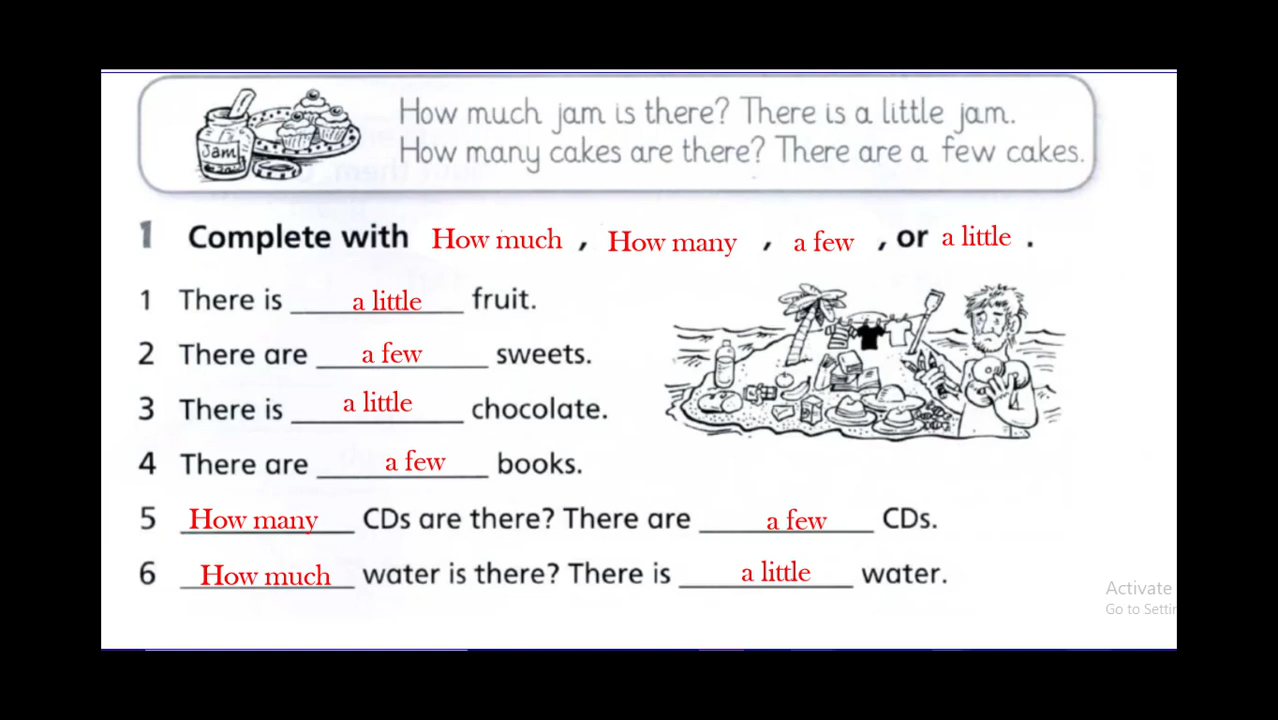 Jam
How much jam is there? There is a little jam.
How many cakes are there? There are a few cakes.
1 Complete with How much , How many , a few , or a little .
1 There is a little fruit.
2 There are a few sweets.
3 There is a little chocolate.
4 There are a few books.
5 How many CDs are there? There are a few CDs.
6 How much water is there? There is a little water.
Activate
Go to Settin